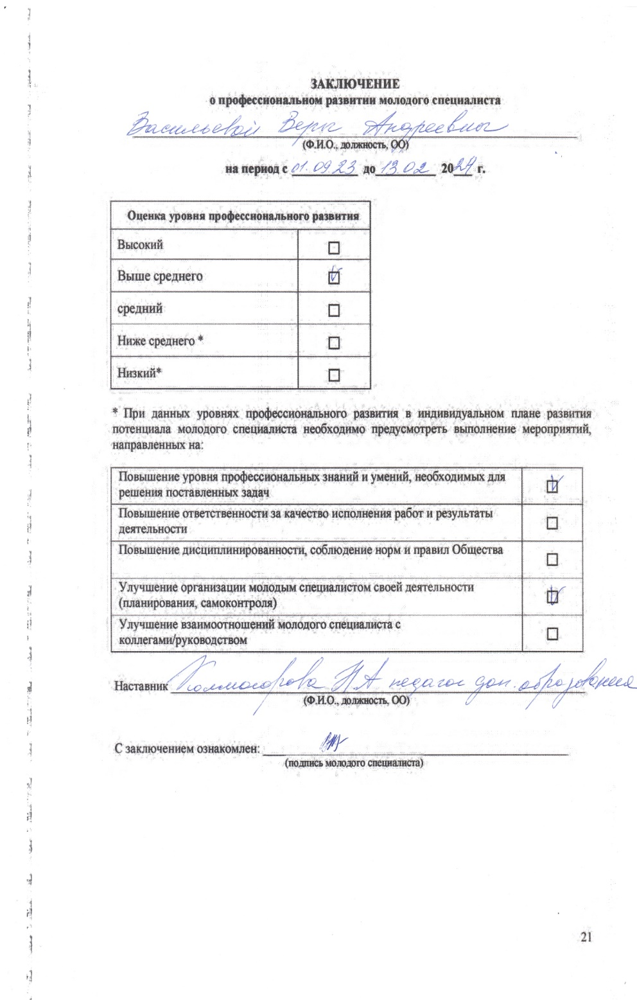 ЗАКЛЮЧЕНИЕ
о профессиональном развитии молодого специалиста
Васильевой Веры Андреевны
(Ф.И.О., должность, ОО)
на период с 01.09.23 до 13.02 2024 г.
Оценка уровня профессионального развития
Высокий
Выше среднего
средний
Ниже среднего *
Низкий*
* При данных уровнях профессионального развития в индивидуальном плане развития
потенциала молодого специалиста необходимо предусмотреть выполнение мероприятий,
направленных на:
Повышение уровня профессиональных знаний и умений, необходимых для
решения поставленных задач
Повышение ответственности за качество исполнения работ и результаты
деятельности
Повышение дисциплинированности, соблюдение норм и правил Общества
Улучшение организации молодым специалистом своей деятельности
(планирования, самоконтроля)
Улучшение взаимоотношений молодого специалиста с
коллегами/руководством
Наставник Колмогорова Н А педагог доп. образования
(Ф.И.О., должность, ОО)
С заключением ознакомлен:
(подпись молодого специалиста)
21